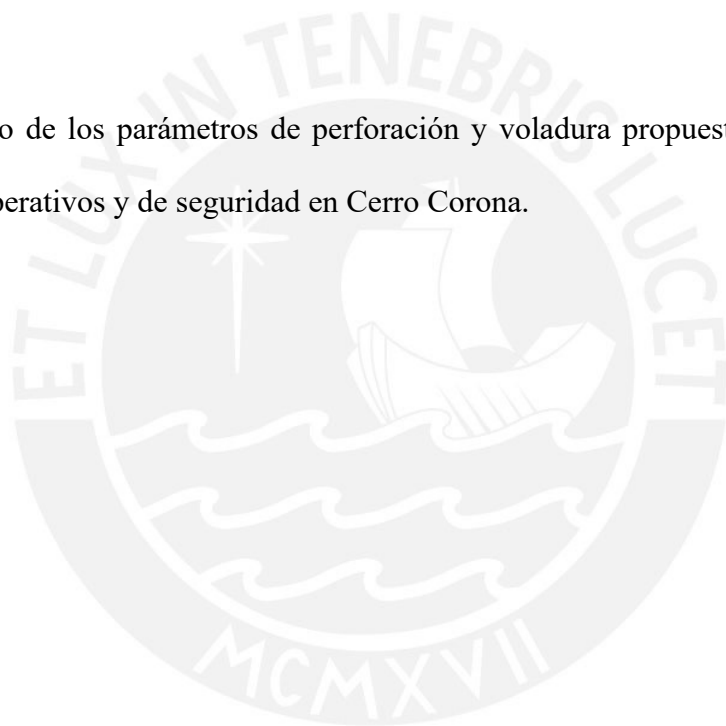 ET LUX IN TENEBRIS LUCET
o de los parámetros de perforación y voladura propuest
perativos y de seguridad en Cerro Corona.
MCMXVII